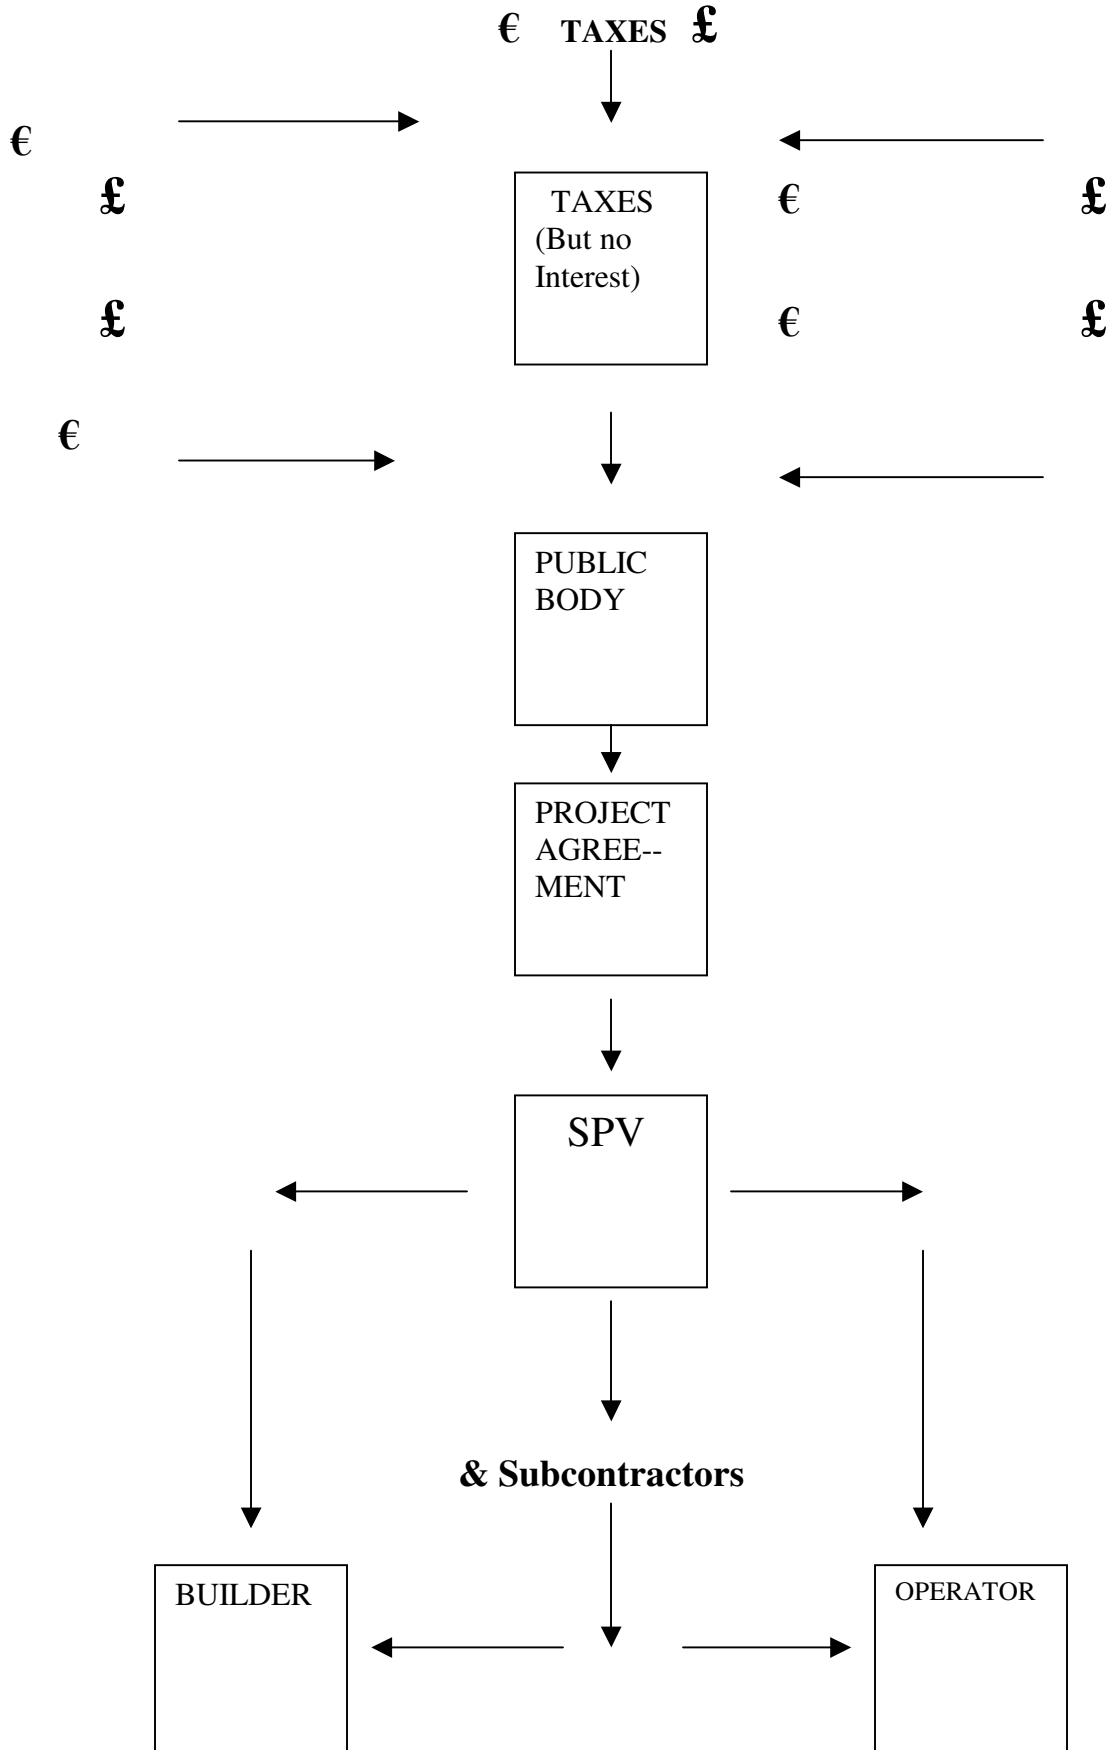 € TAXES £
€
£ € £
TAXES
(But no
Interest)
£ € £
€
PUBLIC
BODY
PROJECT
AGREE--
MENT
SPV
& Subcontractors
BUILDER
OPERATOR